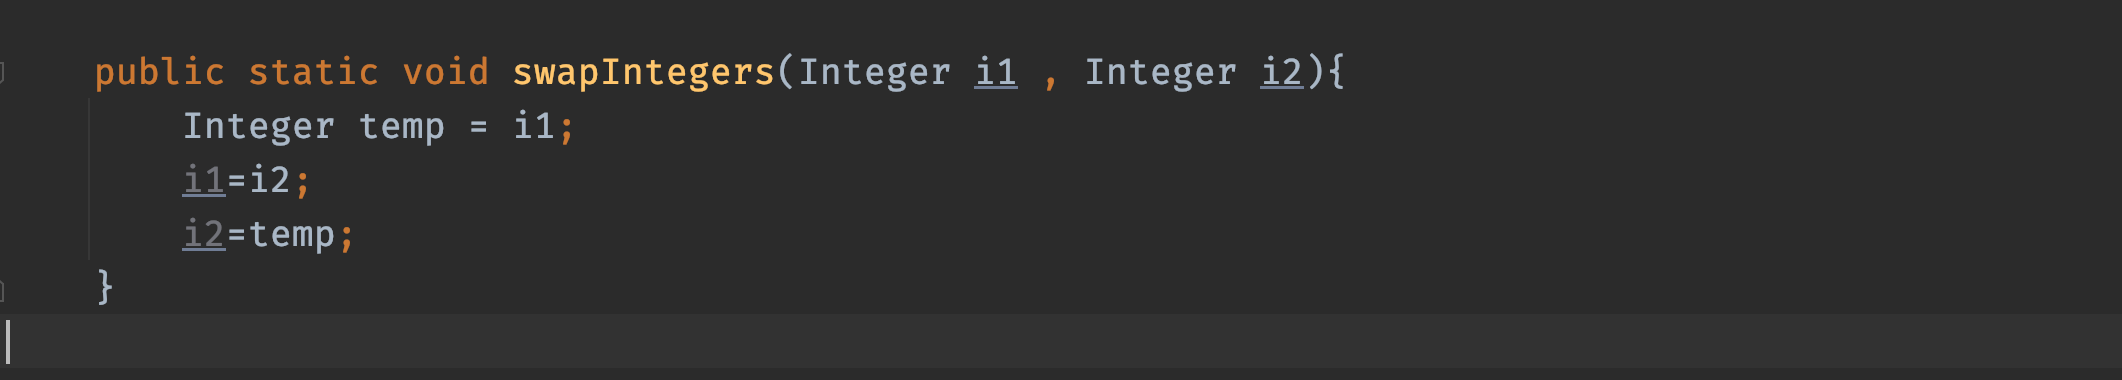 public static void swapIntegers(Integer i1 , Integer i2){
Integer temp = i1;
i1=i2;
i2=temp;
}